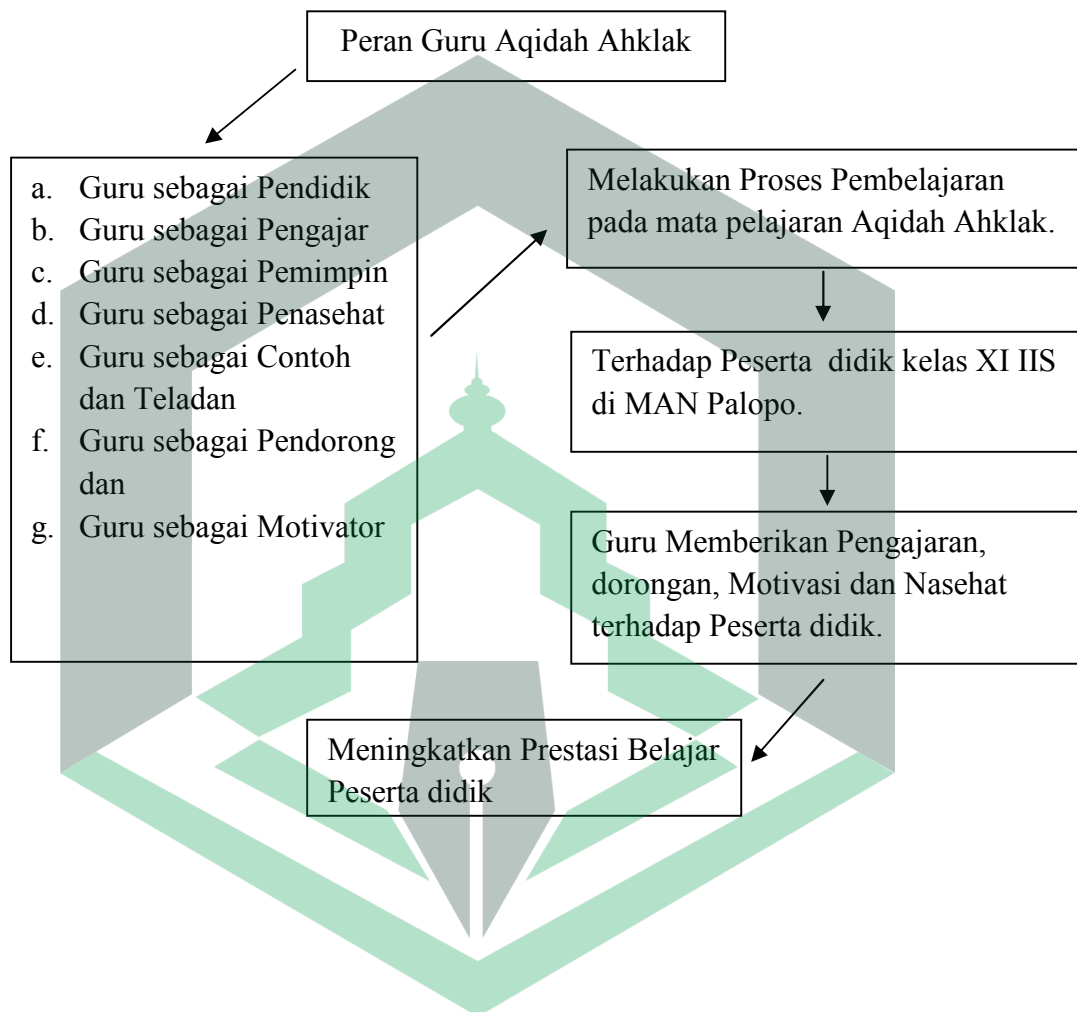 Peran Guru Aqidah Ahklak
a. Guru sebagai Pendidik
b. Guru sebagai Pengajar
c. Guru sebagai Pemimpin
d. Guru sebagai Penasehat
e. Guru sebagai Contoh
dan Teladan
f. Guru sebagai Pendorong
dan
g. Guru sebagai Motivator
Melakukan Proses Pembelajaran
pada mata pelajaran Aqidah Ahklak.
Terhadap Peserta didik kelas XI IIS
di MAN Palopo.
Guru Memberikan Pengajaran,
dorongan, Motivasi dan Nasehat
terhadap Peserta didik.
Meningkatkan Prestasi Belajar
Peserta didik